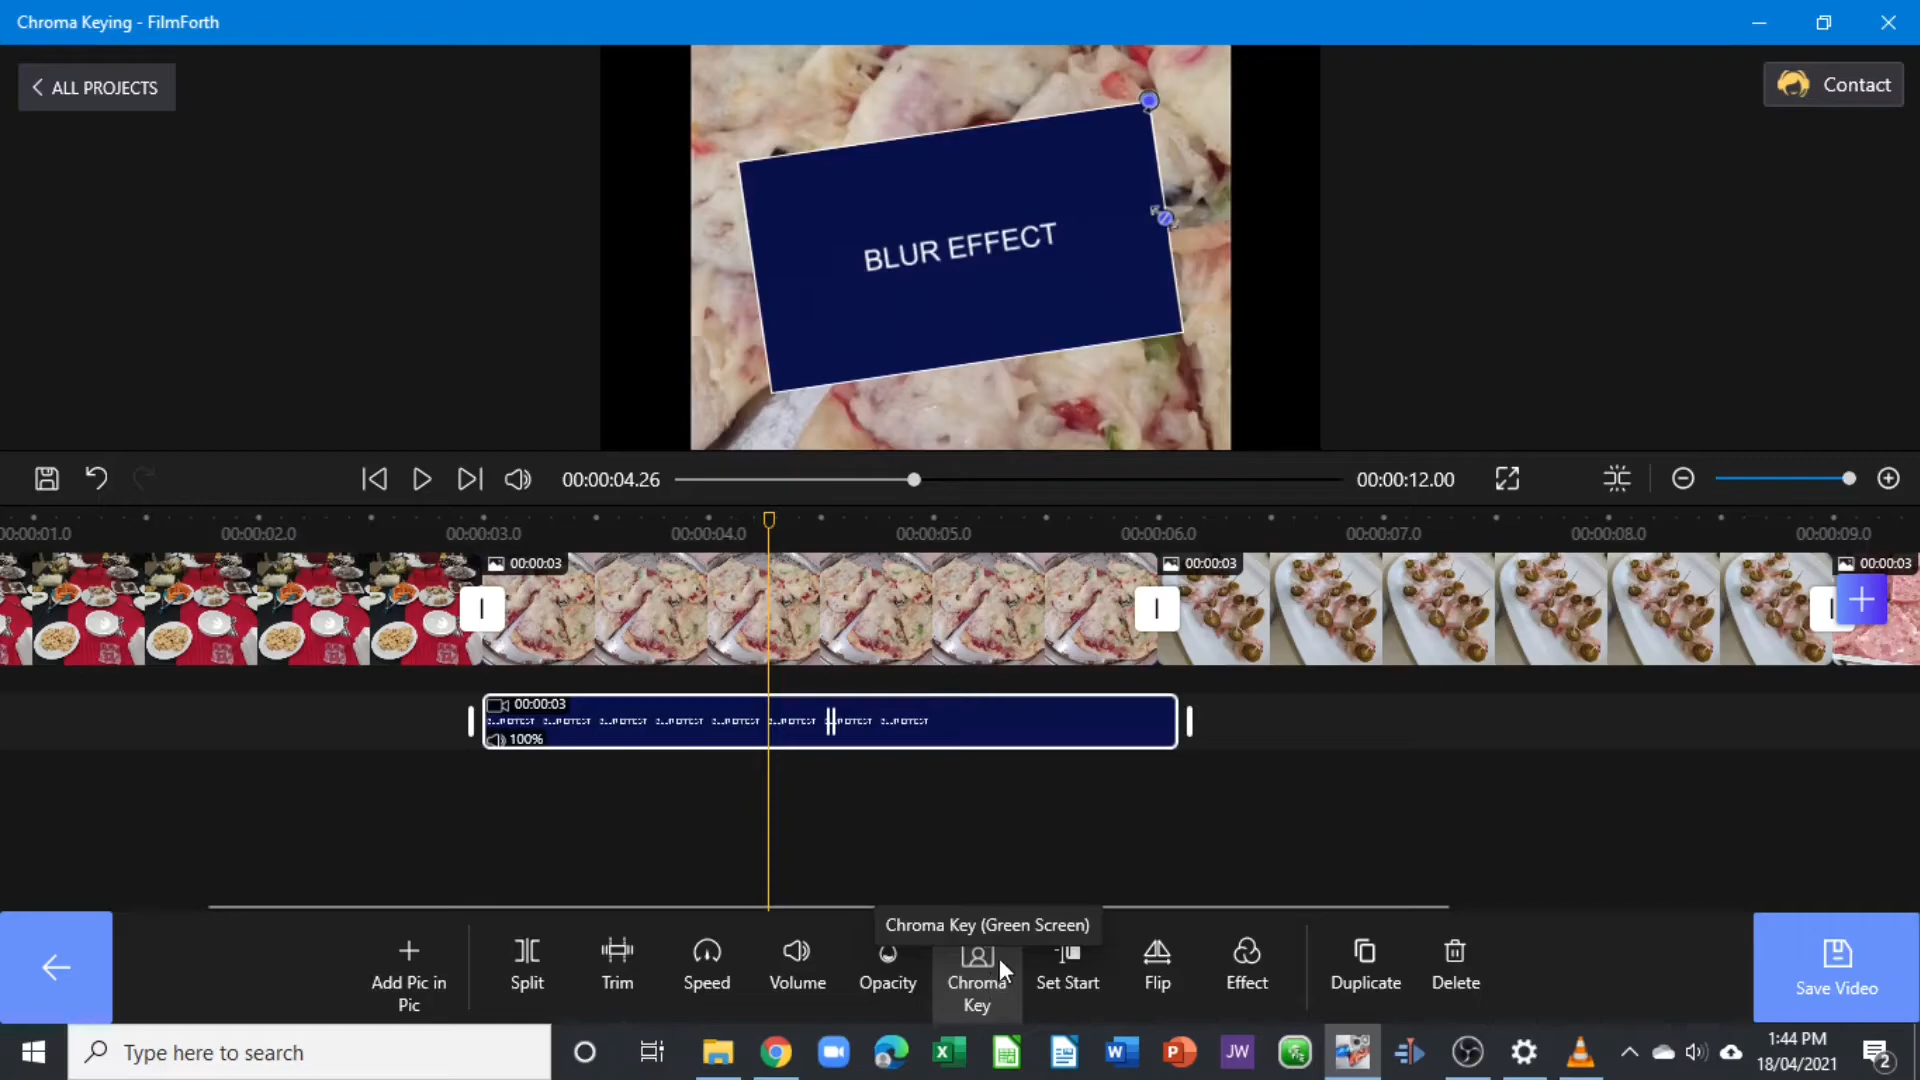 Chroma Keying - FilmForth
ALL PROJECTS
Contact
BLUR EFFECT
00:00:04.26
00:00:12.00
00:00:01.0
00:00:02.0
00:00:03.0
00:00:04.0
00:00:05.0
00:00:06.0
00:00:07.0
00:00:08.0
00:00:09.0
00:00:03
00:00:03
00:00:03
00:00:03
100%
Chroma Key (Green Screen)
Add Pic in
Pic
Split
Trim
Speed
Volume
Opacity
Chroma
Key
Set Start
Flip
Effect
Duplicate
Delete
Save Video
Type here to search
JW
1:44 PM
18/04/2021
2